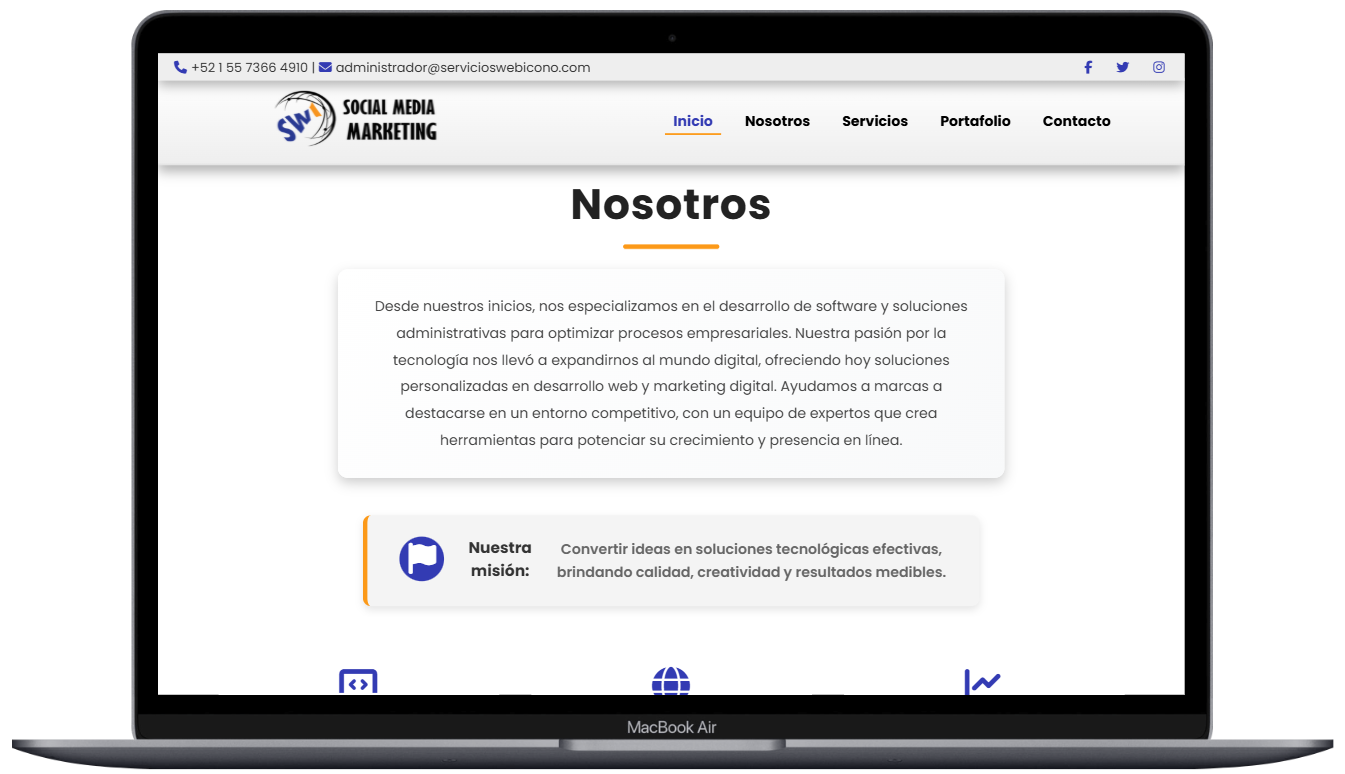 +52 1 55 7366 4910 | administrador@servicioswebicono.com
SWi SOCIAL MEDIA
MARKETING
Inicio Nosotros Servicios Portafolio Contacto
Nosotros
Desde nuestros inicios, nos especializamos en el desarrollo de software y soluciones
administrativas para optimizar procesos empresariales. Nuestra pasión por la
tecnología nos llevó a expandirnos al mundo digital, ofreciendo hoy soluciones
personalizadas en desarrollo web y marketing digital. Ayudamos a marcas a
destacarse en un entorno competitivo, con un equipo de expertos que crea
herramientas para potenciar su crecimiento y presencia en línea.
Nuestra
misión:
Convertir ideas en soluciones tecnológicas efectivas,
brindando calidad, creatividad y resultados medibles.
MacBook Air